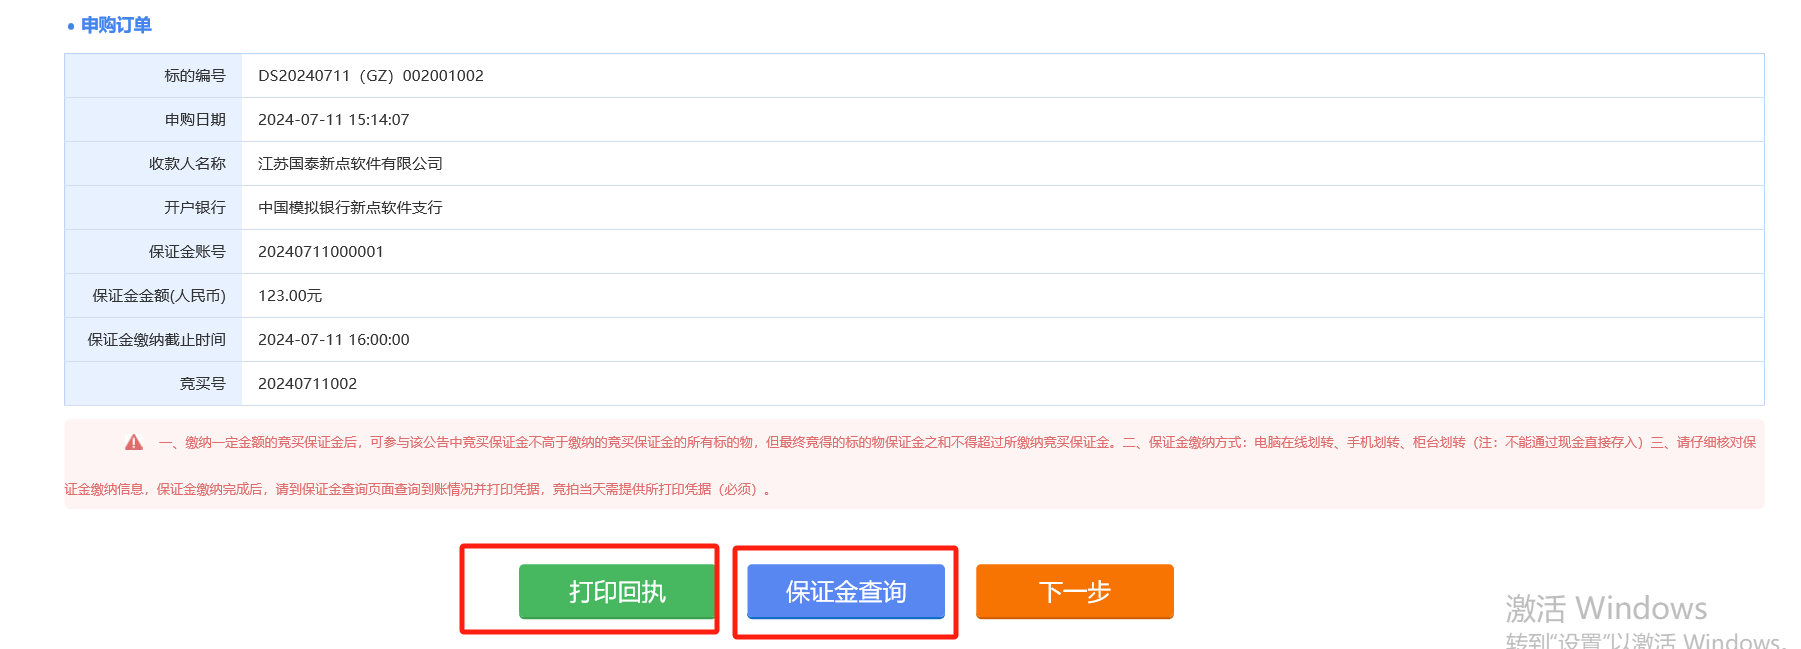 • 申购订单
标的编号 DS20240711（GZ）002001002
申购日期 2024-07-11 15:14:07
收款人名称 江苏国泰新点软件有限公司
开户银行 中国模拟银行新点软件支行
保证金账号 20240711000001
保证金金额(人民币) 123.00元
保证金缴纳截止时间 2024-07-11 16:00:00
竞买号 20240711002
一、缴纳一定金额的竞买保证金后，可参与该公告中竞买保证金不高于缴纳的竞买保证金的所有标的物，但最终竞得的标的物保证金之和不得超过所缴纳竞买保证金。二、保证金缴纳方式：电脑在线划转、手机划转、柜台划转（注：不能通过现金直接存入）三、请仔细核对保
证金缴纳信息，保证金缴纳完成后，请到保证金查询页面查询到账情况并打印凭据，竞拍当天需提供所打印凭据（必须）。
打印回执 保证金查询 下一步
激活 Windows
转到"设置"以激活 Windows。